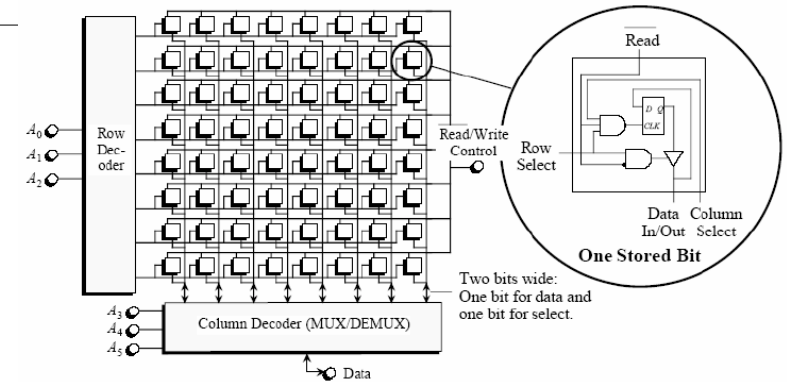 Read
D Q
CLK
Row
Select
Data
In/Out
Column
Select
One Stored Bit
A0
A1
A2
Row
Dec-
oder
Read/Write
Control
Two bits wide:
One bit for data and
one bit for select.
A3
A4
A5
Column Decoder (MUX/DEMUX)
Data